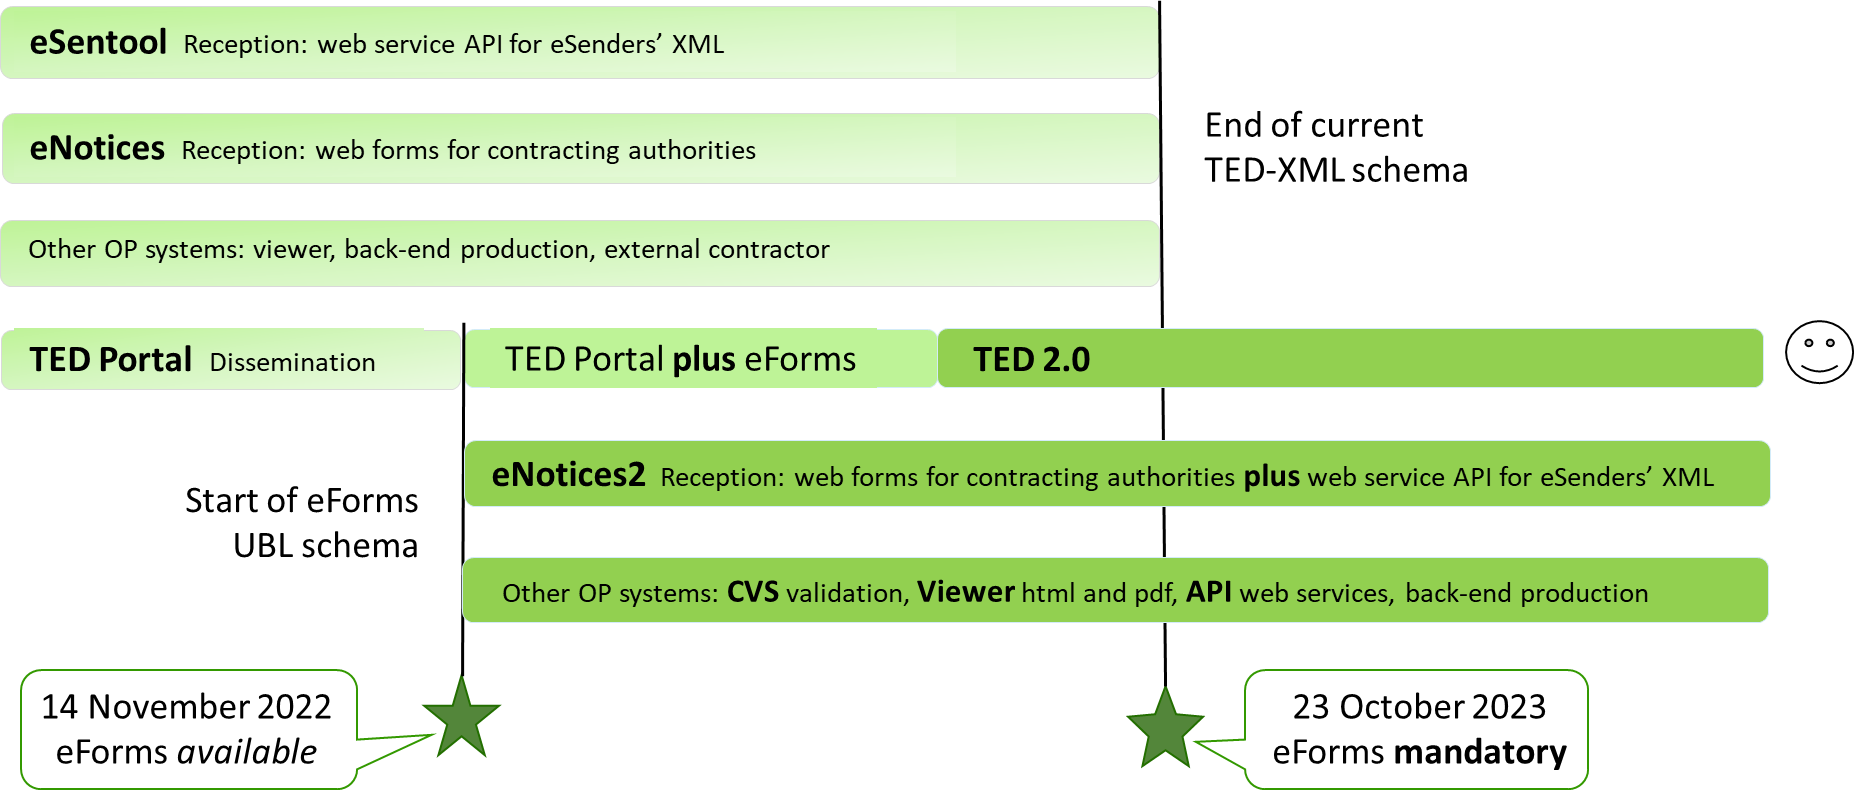 eSentool Reception: web service API for eSenders’ XML
eNotices Reception: web forms for contracting authorities
End of current
TED-XML schema
Other OP systems: viewer, back-end production, external contractor
TED Portal Dissemination
TED Portal plus eForms
TED 2.0
eNotices2 Reception: web forms for contracting authorities plus web service API for eSenders’ XML
Start of eForms
UBL schema
Other OP systems: CVS validation, Viewer html and pdf, API web services, back-end production
14 November 2022
eForms available
23 October 2023
eForms mandatory